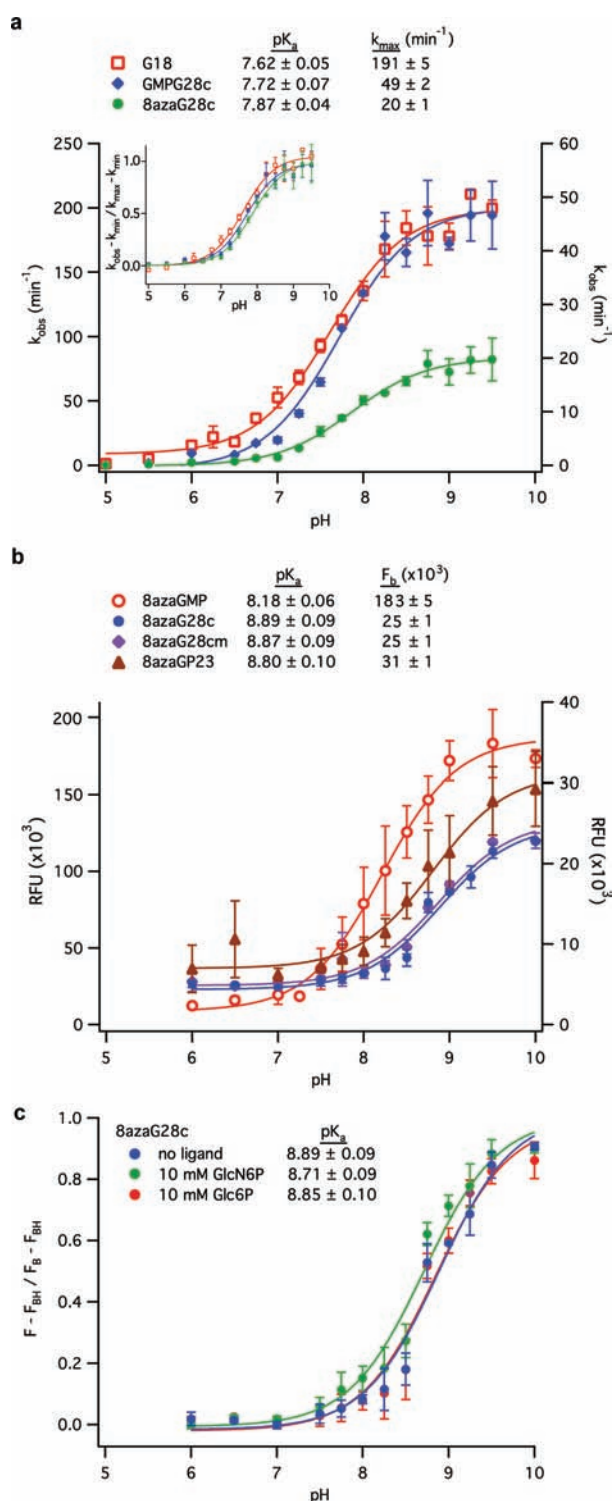 a
pKa kmax (min-1)
G18 7.62 ± 0.05 191 ± 5
GMPG28c 7.72 ± 0.07 49 ± 2
8azaG28c 7.87 ± 0.04 20 ± 1
250
200
150
100
50
0
kobs (min-1)
60
50
40
30
20
10
0
kobs (min-1)
1.0
0.5
0.0
kobs - kmin / kmax - kmin
5 6 7 8 9 10
pH
5 6 7 8 9 10
pH
b
pKa Fb (x10³)
8azaGMP 8.18 ± 0.06 183 ± 5
8azaG28c 8.89 ± 0.09 25 ± 1
8azaG28cm 8.87 ± 0.09 25 ± 1
8azaGP23 8.80 ± 0.10 31 ± 1
200
150
100
50
0
RFU (x10³)
40
30
20
10
0
RFU (x10³)
5 6 7 8 9 10
pH
c
8azaG28c pKa
no ligand 8.89 ± 0.09
10 mM GlcN6P 8.71 ± 0.09
10 mM Glc6P 8.85 ± 0.10
1.0
0.8
0.6
0.4
0.2
0.0
F - FBH / FB - FBH
5 6 7 8 9 10
pH